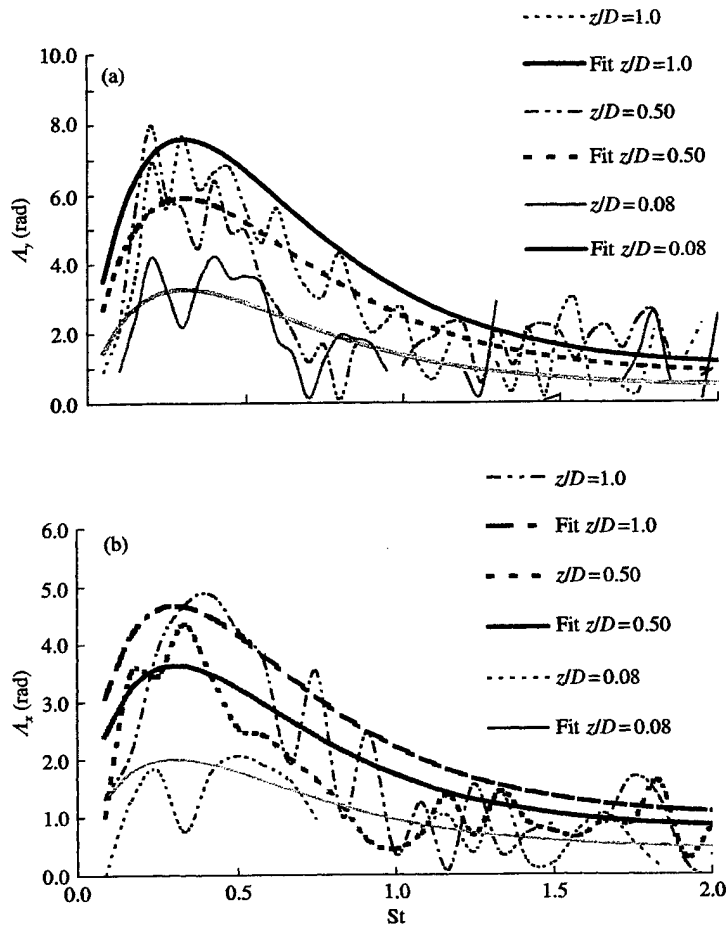 z/D=1.0
Fit z/D=1.0
z/D=0.50
Fit z/D=0.50
z/D=0.08
Fit z/D=0.08
(a)
10.0
8.0
6.0
4.0
2.0
0.0
Λy (rad)
z/D=1.0
Fit z/D=1.0
z/D=0.50
Fit z/D=0.50
z/D=0.08
Fit z/D=0.08
(b)
6.0
5.0
4.0
3.0
2.0
1.0
0.0
Λx (rad)
0.0 0.5 1.0 1.5 2.0
St